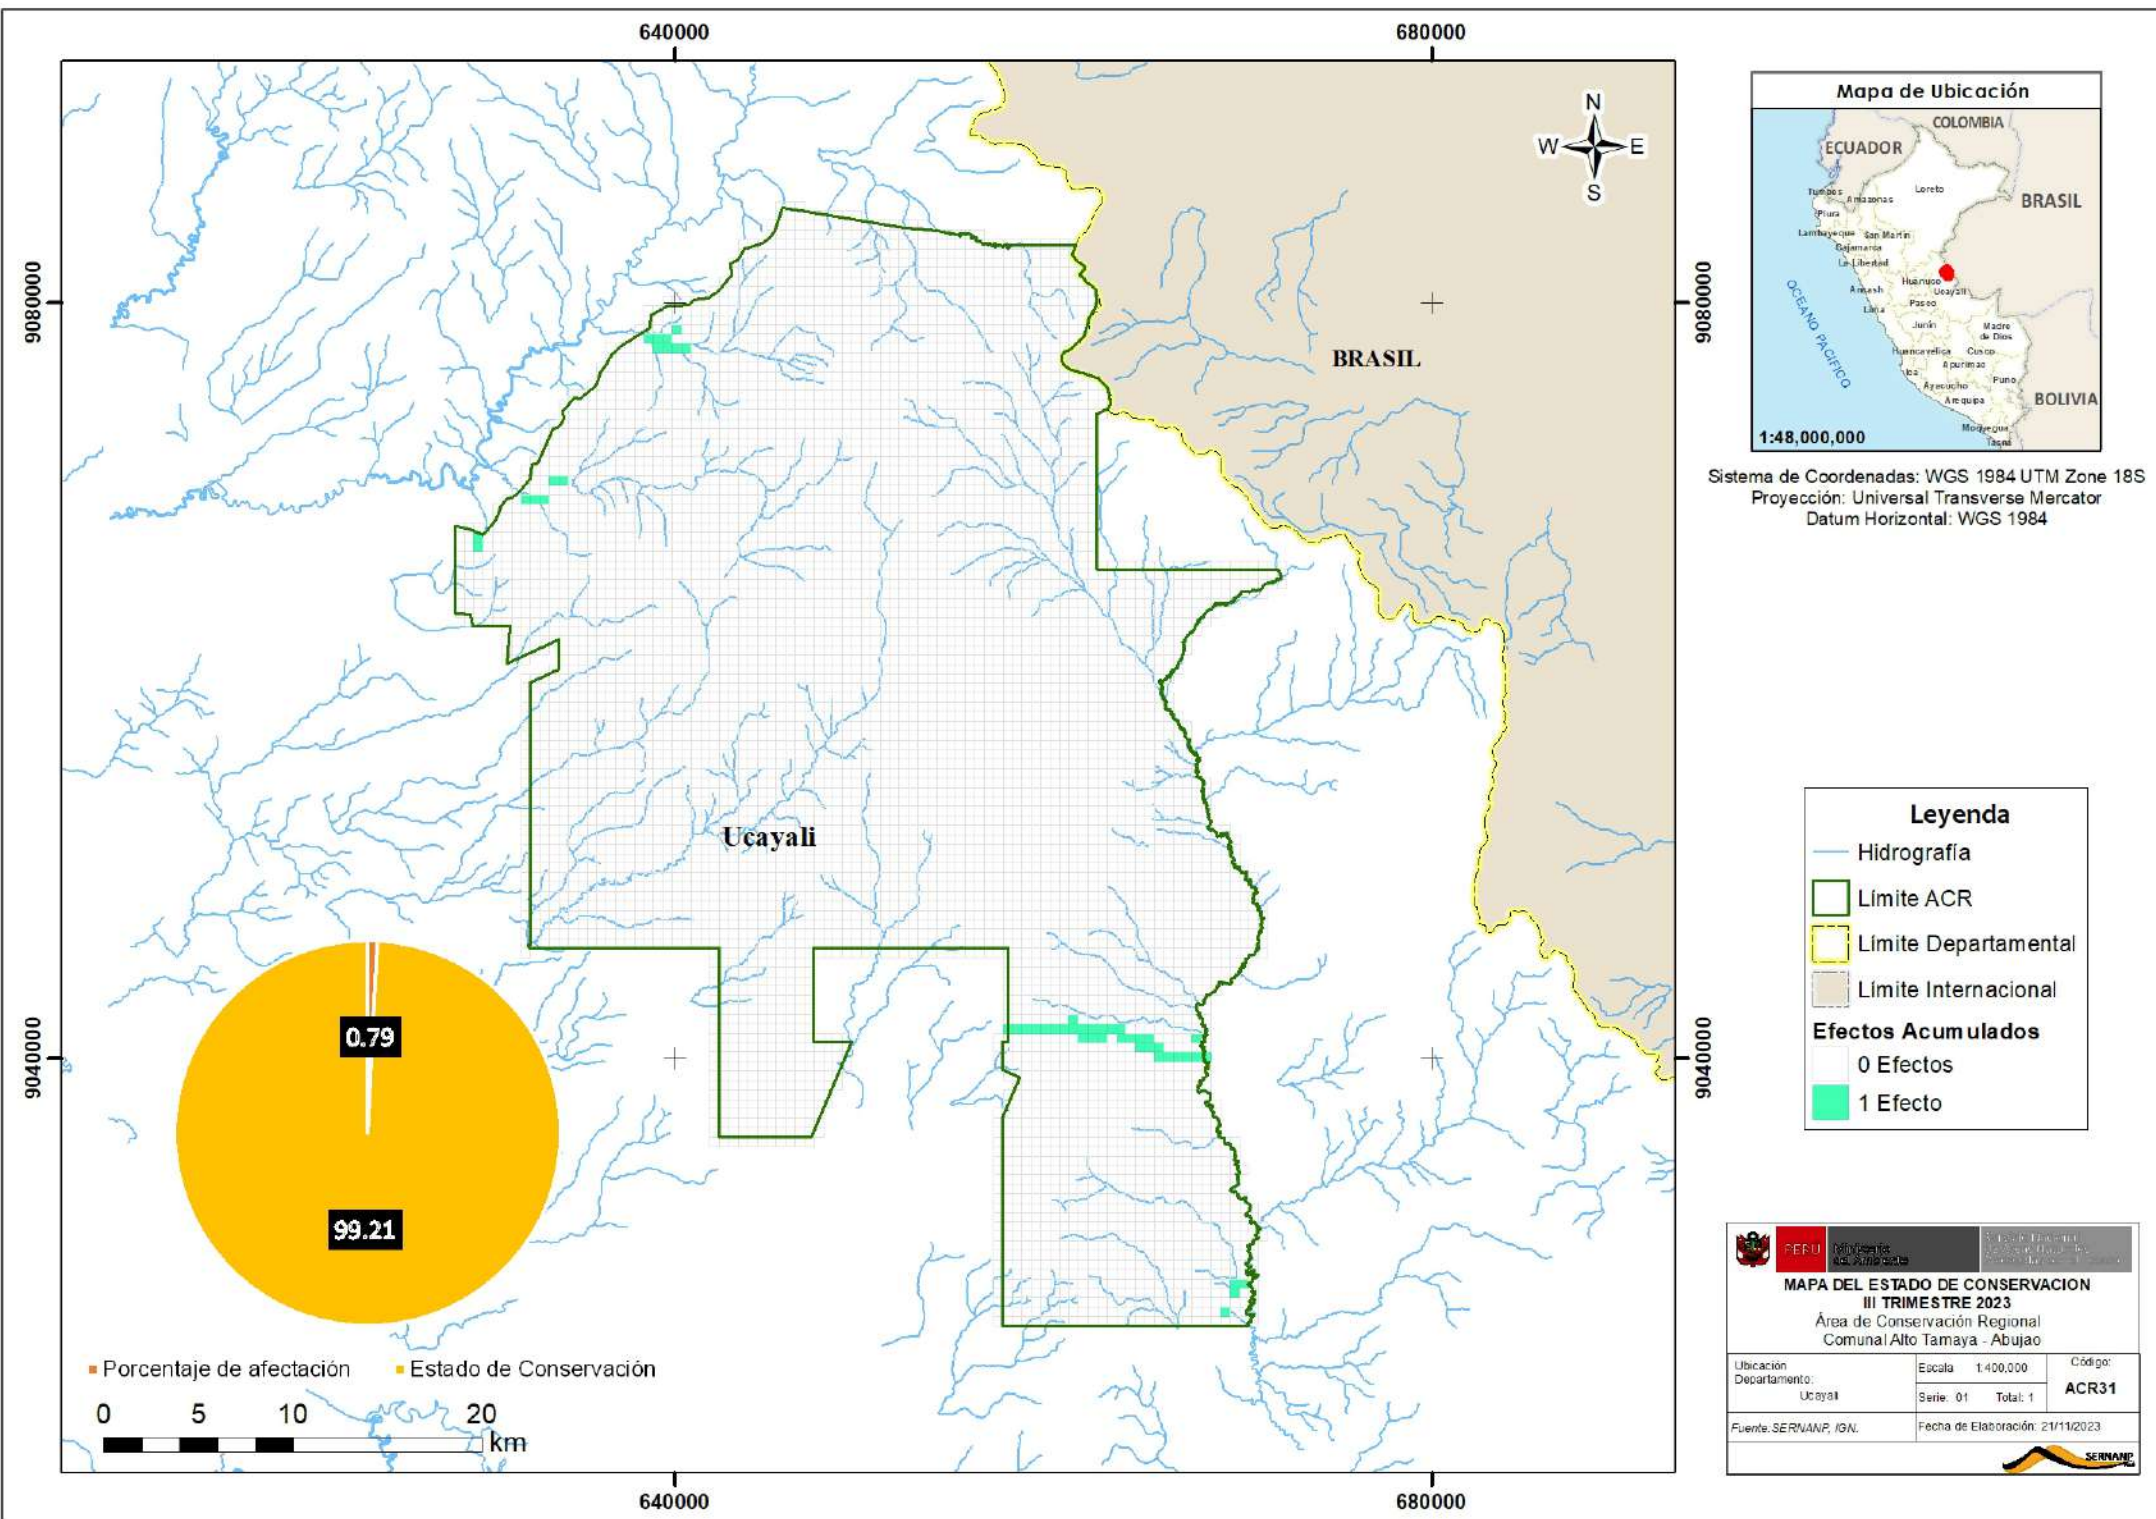 640000
680000
9080000
9080000
9040000
9040000
640000
680000
N
W
E
S
BRASIL
Ucayali
0.79
99.21
Porcentaje de afectación
Estado de Conservación
0
5
10
20
km
Mapa de Ubicación
COLOMBIA
ECUADOR
BRASIL
BOLIVIA
OCEANO PACIFICO
Tumbes
Amazonas
Loreto
Piura
Lambayeque
San Martín
Cajamarca
La Libertad
Huanuco
Ancash
Ucayali
Pasco
Lima
Junín
Madre
de Dios
Huancavelica
Cusco
Ica
Apurimac
Ayacucho
Puno
Arequipa
Moquegua
Tacna
1:48,000,000
Sistema de Coordenadas: WGS 1984 UTM Zone 18S
Proyección: Universal Transverse Mercator
Datum Horizontal: WGS 1984
Leyenda
Hidrografía
Límite ACR
Límite Departamental
Límite Internacional
Efectos Acumulados
0 Efectos
1 Efecto
PERÚ
Ministerio
del Ambiente
MAPA DEL ESTADO DE CONSERVACION
III TRIMESTRE 2023
Área de Conservación Regional
Comunal Alto Tamaya - Abujao
Ubicación
Departamento:
Ucayali
Escala 1:400,000
Serie: 01 Total: 1
Código:
ACR31
Fuente: SERNANP, IGN.
Fecha de Elaboración: 21/11/2023
SERNANP